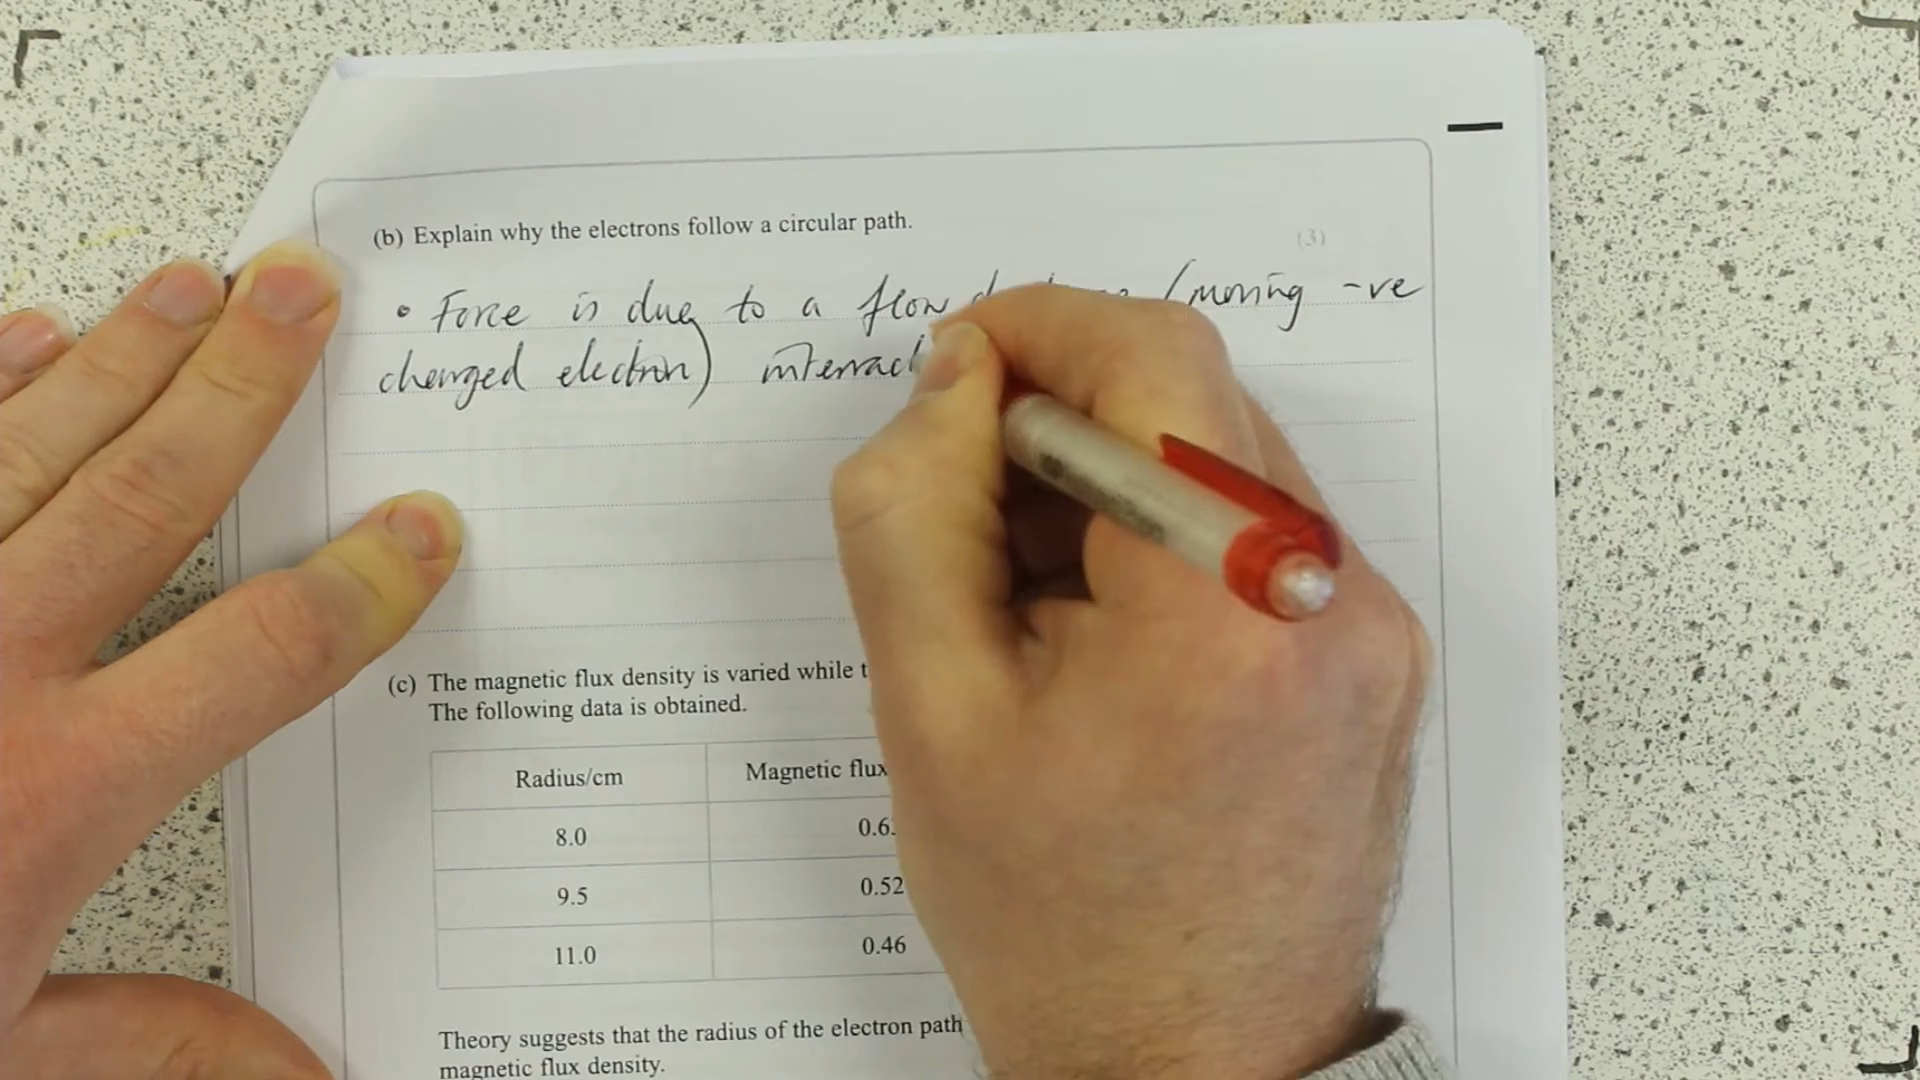 (b) Explain why the electrons follow a circular path.
(3)
• Force is due to a flow (moving -ve
charged electron) interact
(c) The magnetic flux density is varied while t
The following data is obtained.
Radius/cm Magnetic flux
8.0 0.6
9.5 0.52
11.0 0.46
Theory suggests that the radius of the electron path
magnetic flux density.